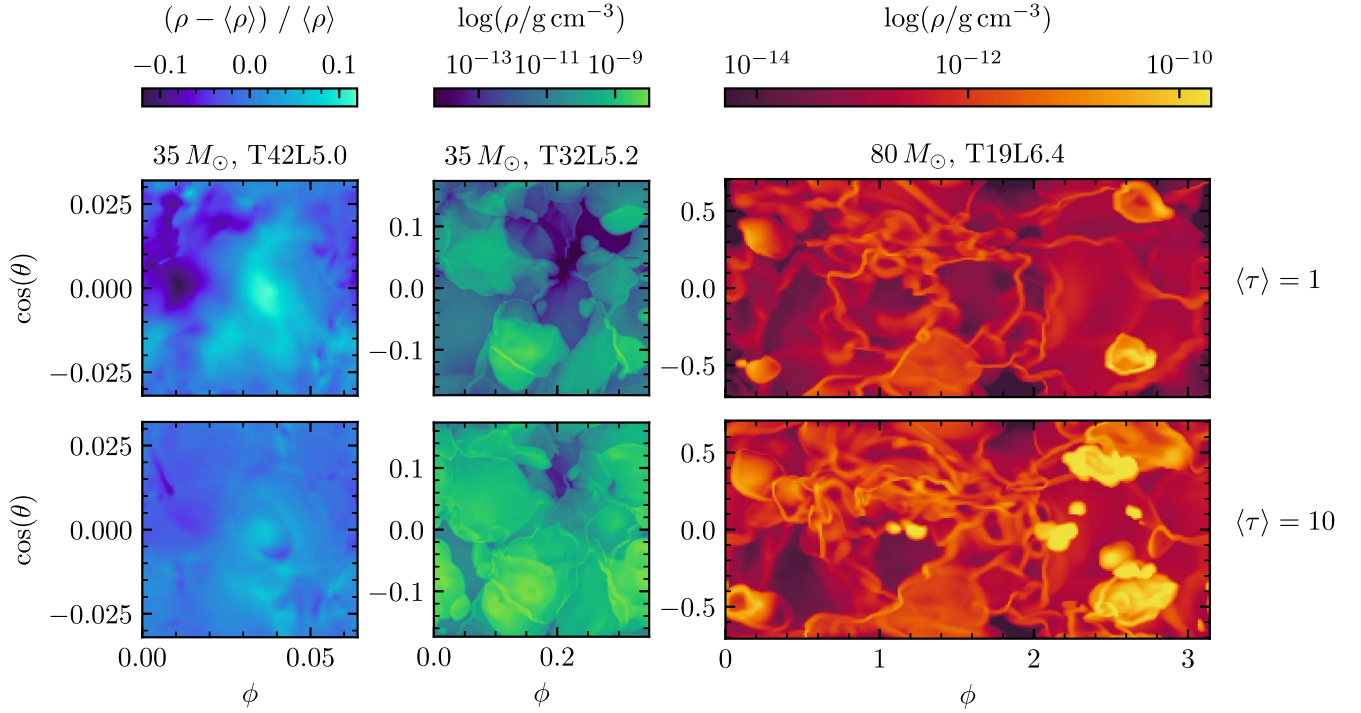 (ρ − ⟨ρ⟩) / ⟨ρ⟩ log(ρ/g cm⁻³) log(ρ/g cm⁻³)
−0.1 0.0 0.1 10⁻¹³ 10⁻¹¹ 10⁻⁹ 10⁻¹⁴ 10⁻¹² 10⁻¹⁰
35 M⊙, T42L5.0 35 M⊙, T32L5.2 80 M⊙, T19L6.4
cos(θ) 0.025 0.000 −0.025 0.1 0.0 −0.1 0.5 0.0 −0.5 ⟨τ⟩ = 1
cos(θ) 0.025 0.000 −0.025 0.1 0.0 −0.1 0.5 0.0 −0.5 ⟨τ⟩ = 10
0.00 0.05 0.0 0.2 0 1 2 3
ϕ ϕ ϕ